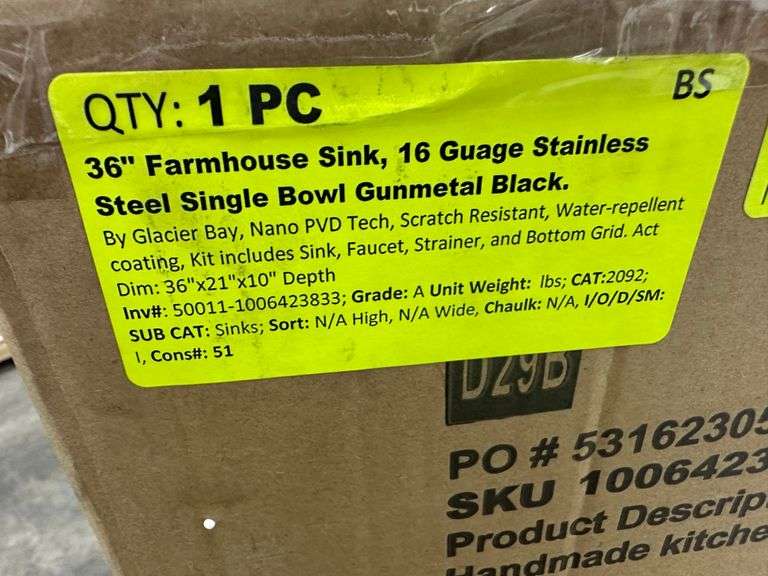 QTY: 1 PC
BS
36" Farmhouse Sink, 16 Guage Stainless
Steel Single Bowl Gunmetal Black.
By Glacier Bay, Nano PVD Tech, Scratch Resistant, Water-repellent
coating, Kit includes Sink, Faucet, Strainer, and Bottom Grid. Act
Dim: 36"x21"x10" Depth
Inv#: 50011-1006423833; Grade: A Unit Weight: lbs; CAT:2092;
SUB CAT: Sinks; Sort: N/A High, N/A Wide, Chaulk: N/A, I/O/D/SM:
I, Cons#: 51
D29B
PO # 53162305
SKU 1006423
Product Descrip
Handmade kitche